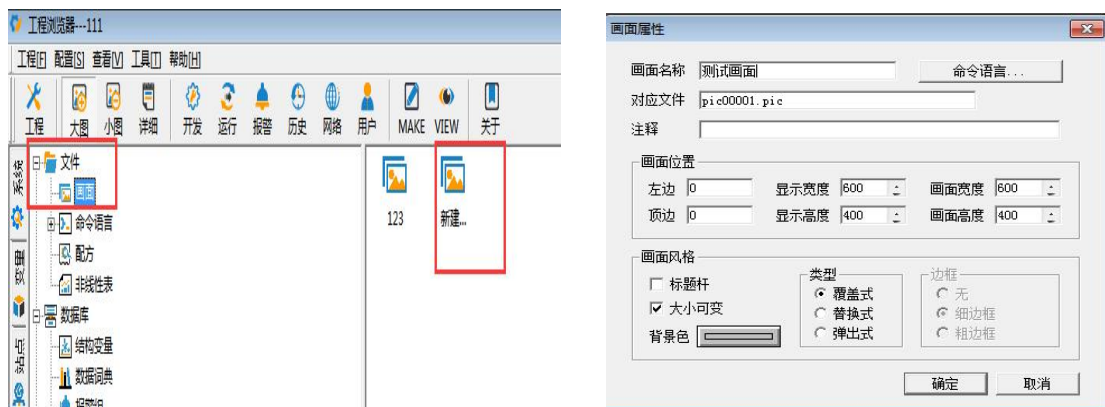 工程浏览器---111
工程[F] 配置[S] 查看[V] 工具[T] 帮助[H]
工程 大图 小图 详细 开发 运行 报警 历史 网络 用户 MAKE VIEW 关于
系统
文件
画面
命令语言
配方
非线性表
变量
数据库
结构变量
数据词典
报警组
站点
123 新建...
画面属性
画面名称 测试画面 命令语言...
对应文件 pic00001.pic
注释
画面位置
左边 0 显示宽度 600 画面宽度 600
顶边 0 显示高度 400 画面高度 400
画面风格
标题杆
大小可变
背景色
类型
覆盖式
替换式
弹出式
边框
无
细边框
粗边框
确定 取消